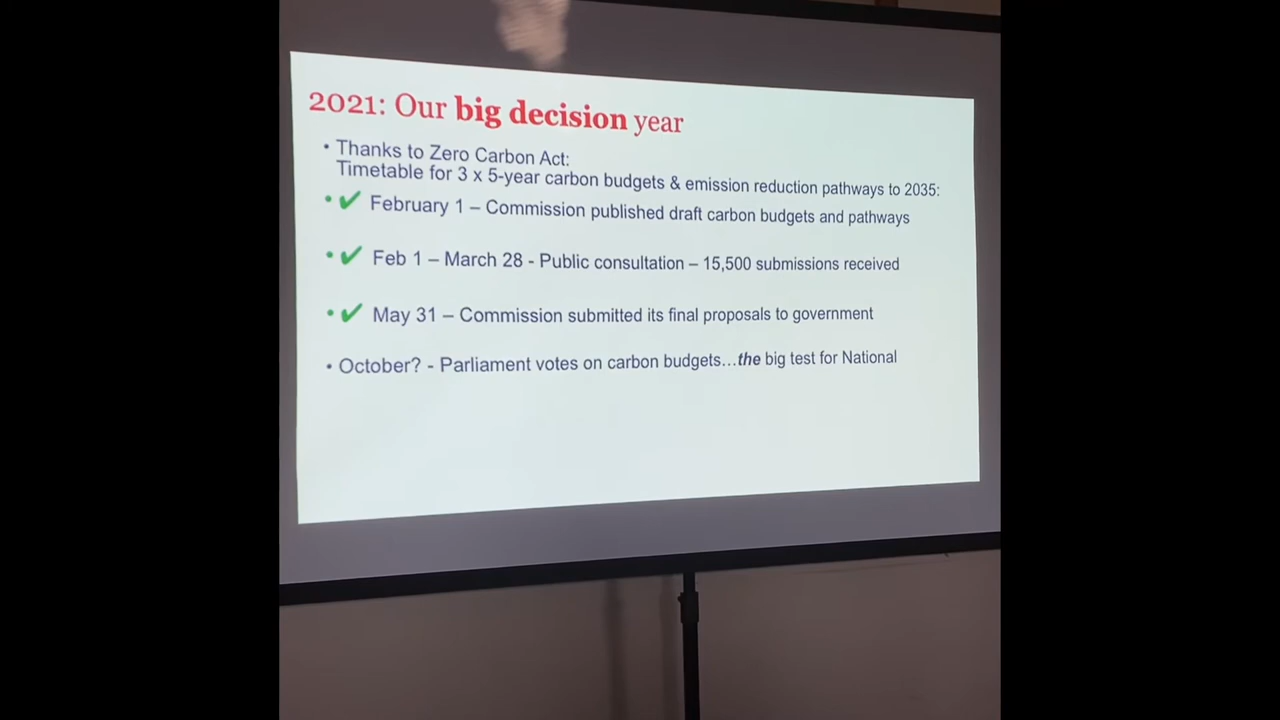 2021: Our big decision year
• Thanks to Zero Carbon Act:
Timetable for 3 x 5-year carbon budgets & emission reduction pathways to 2035:
• ✔ February 1 – Commission published draft carbon budgets and pathways
• ✔ Feb 1 – March 28 - Public consultation – 15,500 submissions received
• ✔ May 31 – Commission submitted its final proposals to government
• October? - Parliament votes on carbon budgets…the big test for National